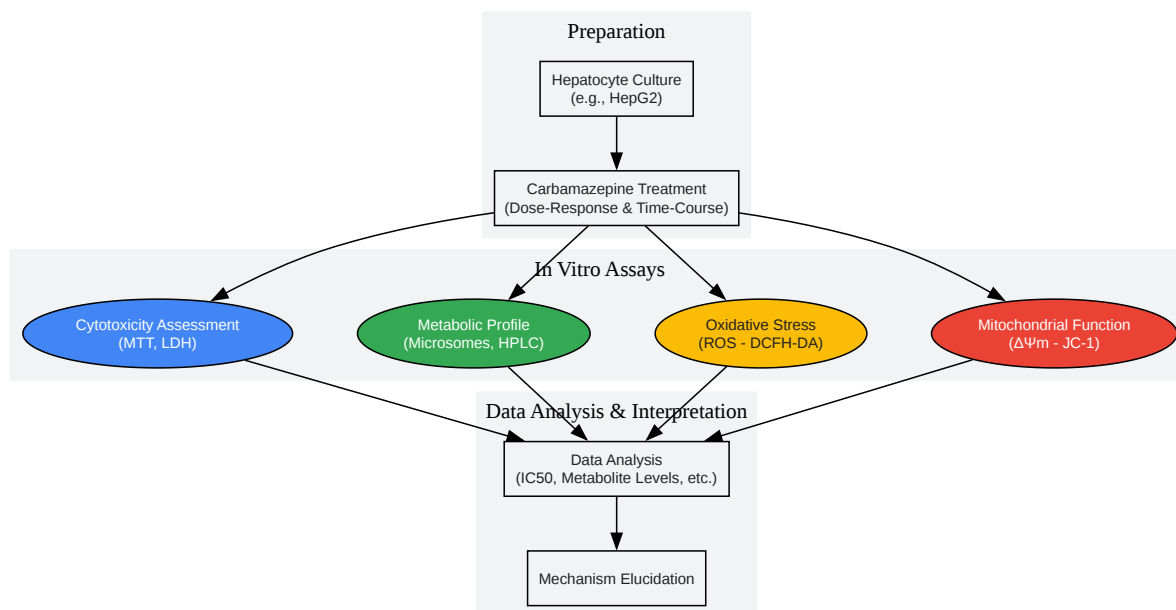 Preparation
Hepatocyte Culture
(e.g., HepG2)
Carbamazepine Treatment
(Dose-Response & Time-Course)
In Vitro Assays
Cytotoxicity Assessment
(MTT, LDH)
Metabolic Profile
(Microsomes, HPLC)
Oxidative Stress
(ROS - DCFH-DA)
Mitochondrial Function
(ΔΨm - JC-1)
Data Analysis & Interpretation
Data Analysis
(IC50, Metabolite Levels, etc.)
Mechanism Elucidation